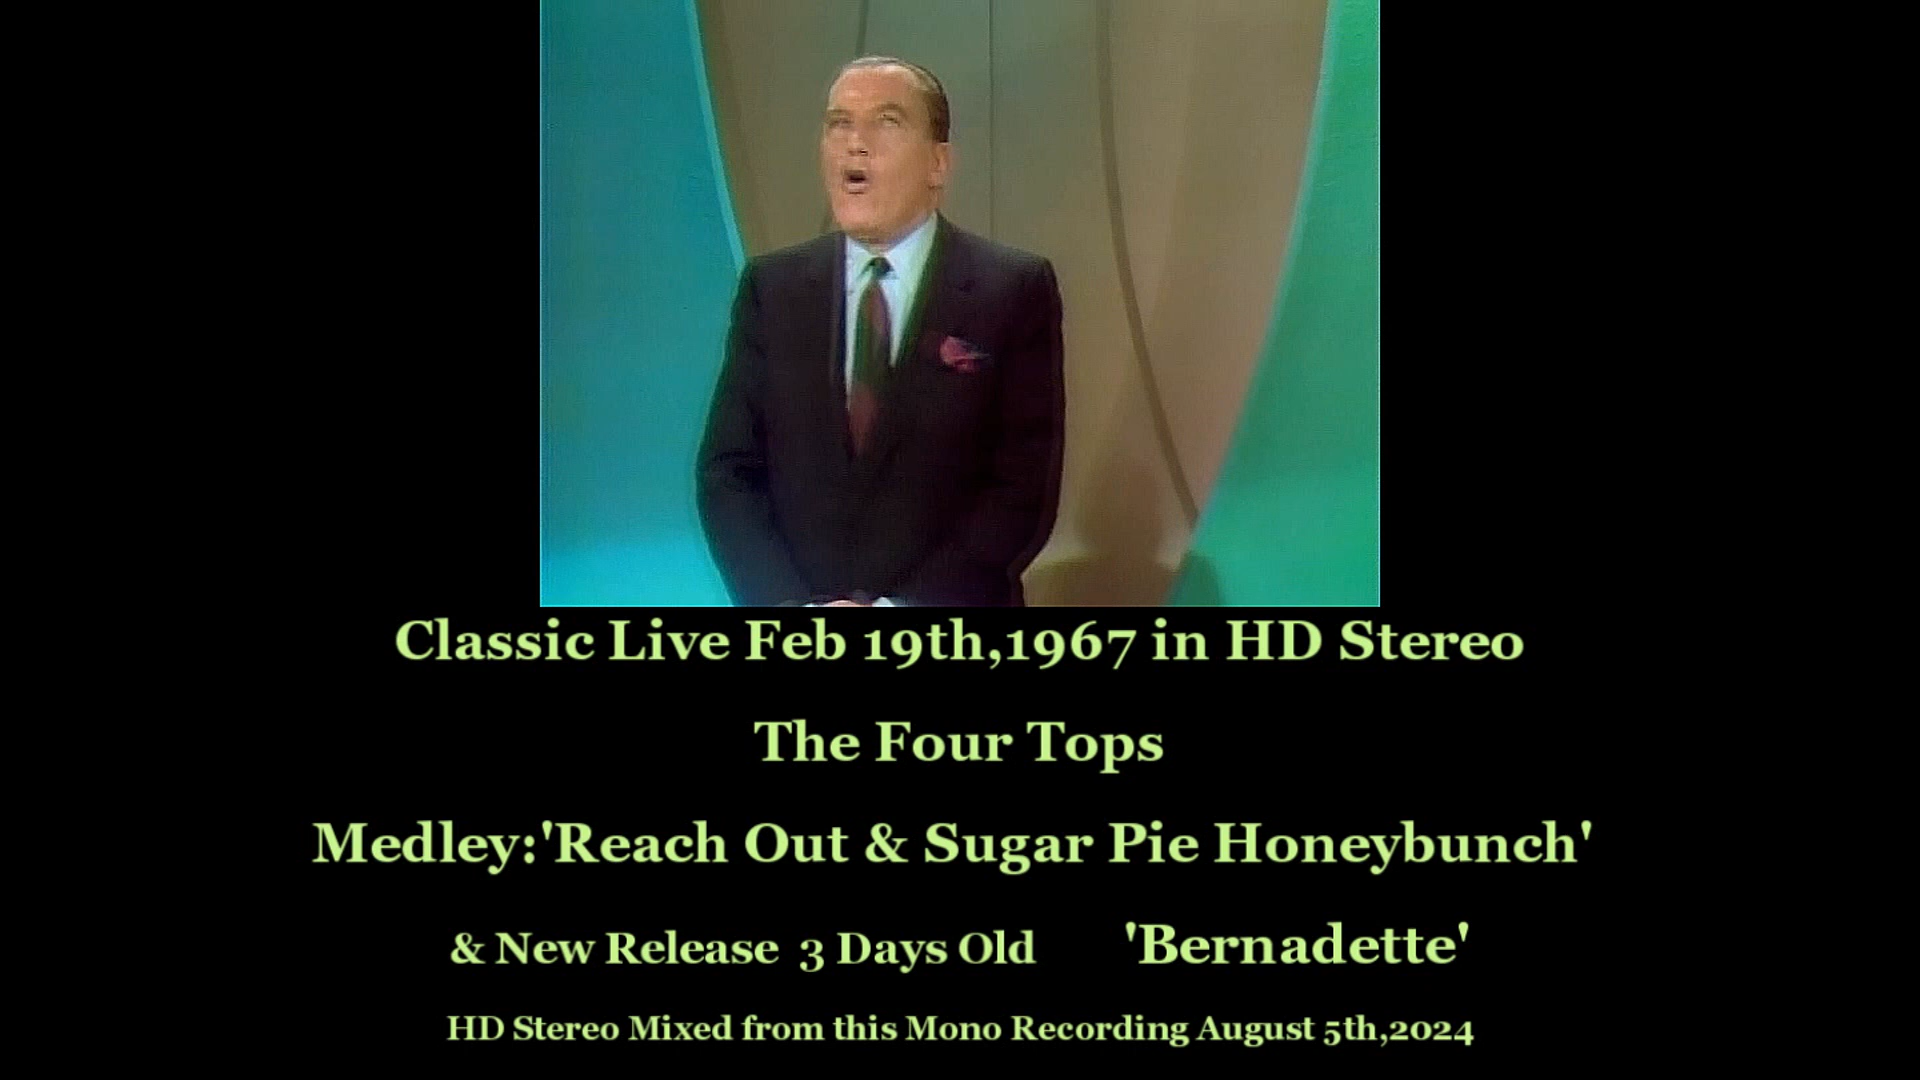 Classic Live Feb 19th,1967 in HD Stereo
The Four Tops
Medley:'Reach Out & Sugar Pie Honeybunch'
& New Release 3 Days Old 'Bernadette'
HD Stereo Mixed from this Mono Recording August 5th,2024